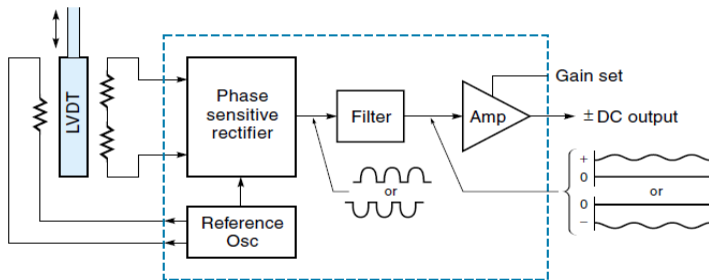 LVDT
Phase
sensitive
rectifier
Reference
Osc
Filter
Amp
Gain set
± DC output
or
+
0
or
0
−